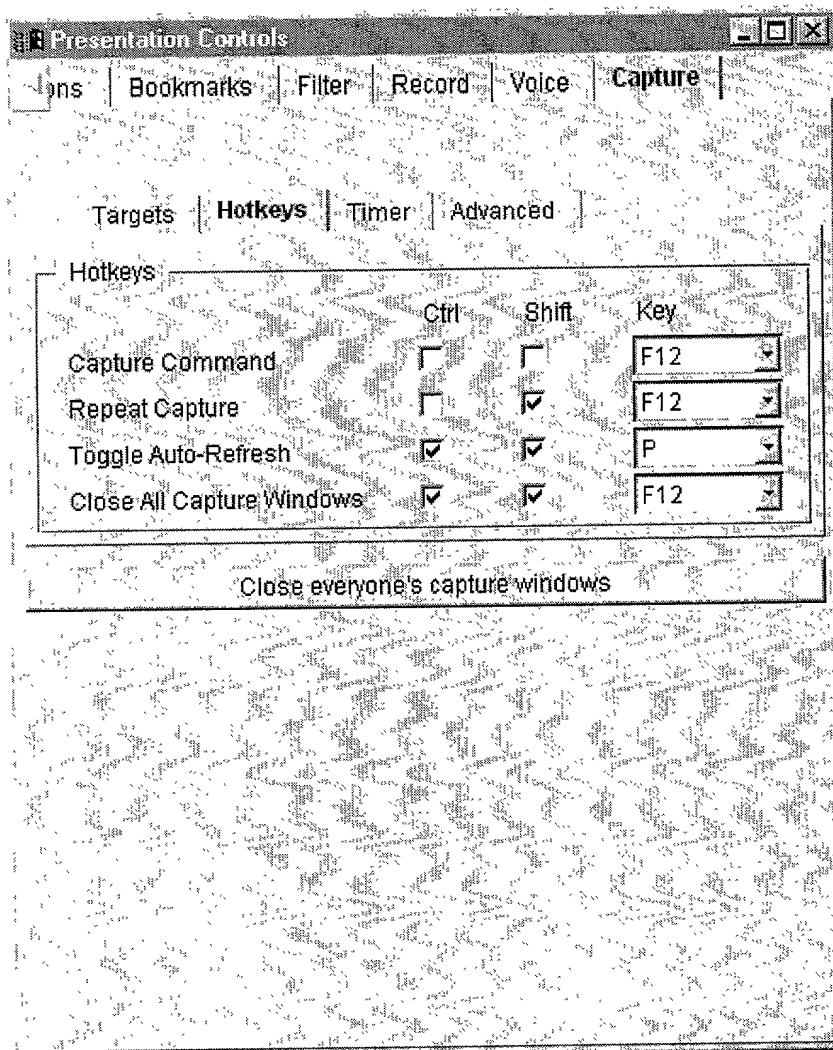 Presentation Controls
ons Bookmarks Filter Record Voice Capture
Targets Hotkeys Timer Advanced
Hotkeys
Ctrl Shift Key
Capture Command F12
Repeat Capture F12
Toggle Auto-Refresh P
Close All Capture Windows F12
Close everyone's capture windows